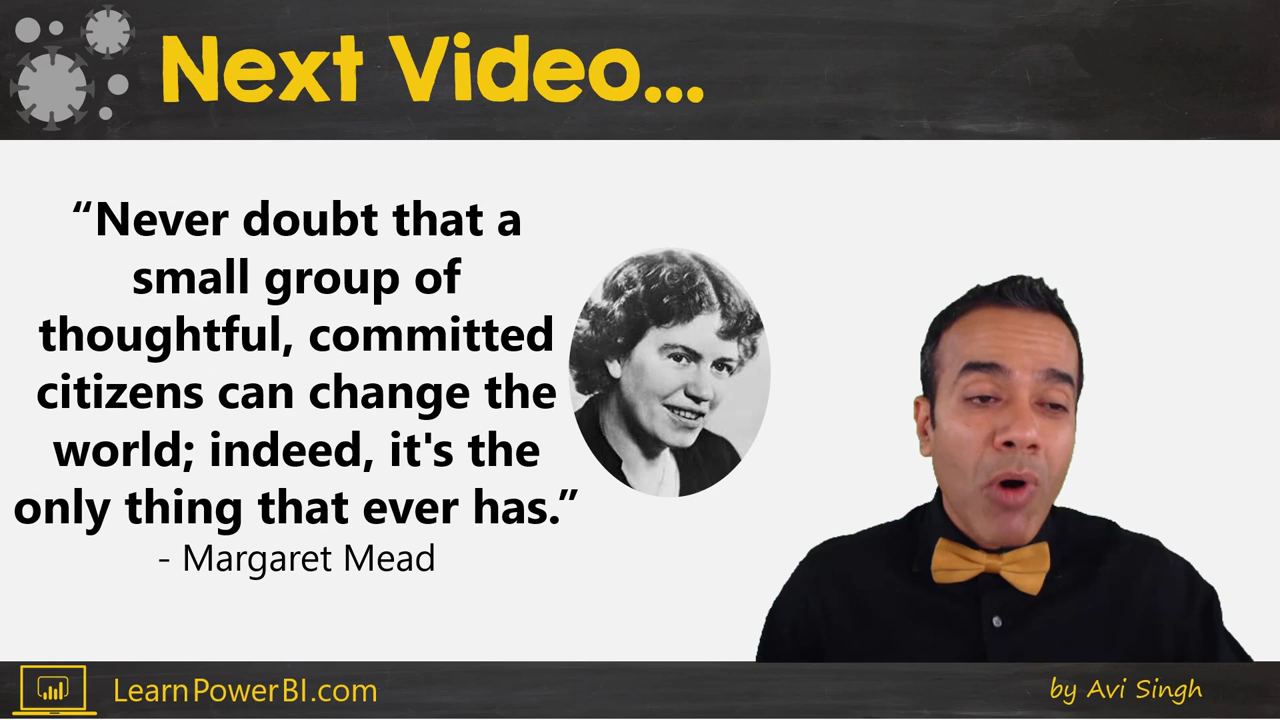 Next Video...
“Never doubt that a
small group of
thoughtful, committed
citizens can change the
world; indeed, it's the
only thing that ever has.”
- Margaret Mead
LearnPowerBI.com
by Avi Singh